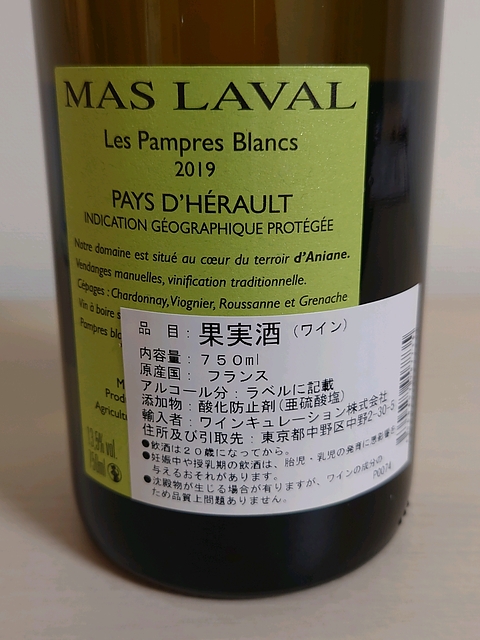 MAS LAVAL
Les Pampres Blancs
2019
PAYS D'HÉRAULT
INDICATION GÉOGRAPHIQUE PROTÉGÉE
Notre domaine est situé au cœur du terroir d'Aniane.
Vendanges manuelles, vinification traditionnelle.
Cépages : Chardonnay, Viognier, Roussanne et Grenache
Vin à boire
Pampres
品 目：果実酒（ワイン）
内容量：750ml
原産国： フランス
アルコール分：ラベルに記載
添加物：酸化防止剤（亜硫酸塩）
輸入者：ワインキュレーション株式会社
住所及び引取先：東京都中野区中野2-30-5
●飲酒は20歳になってから。
●妊娠中や授乳期の飲酒は、胎児・乳児の発育に悪影響を
与えるおそれがあります。
●沈殿物が生じる場合が有りますが、ワインの成分の
ため品質上問題ありません。
P0074
13,5% vol.
750ml